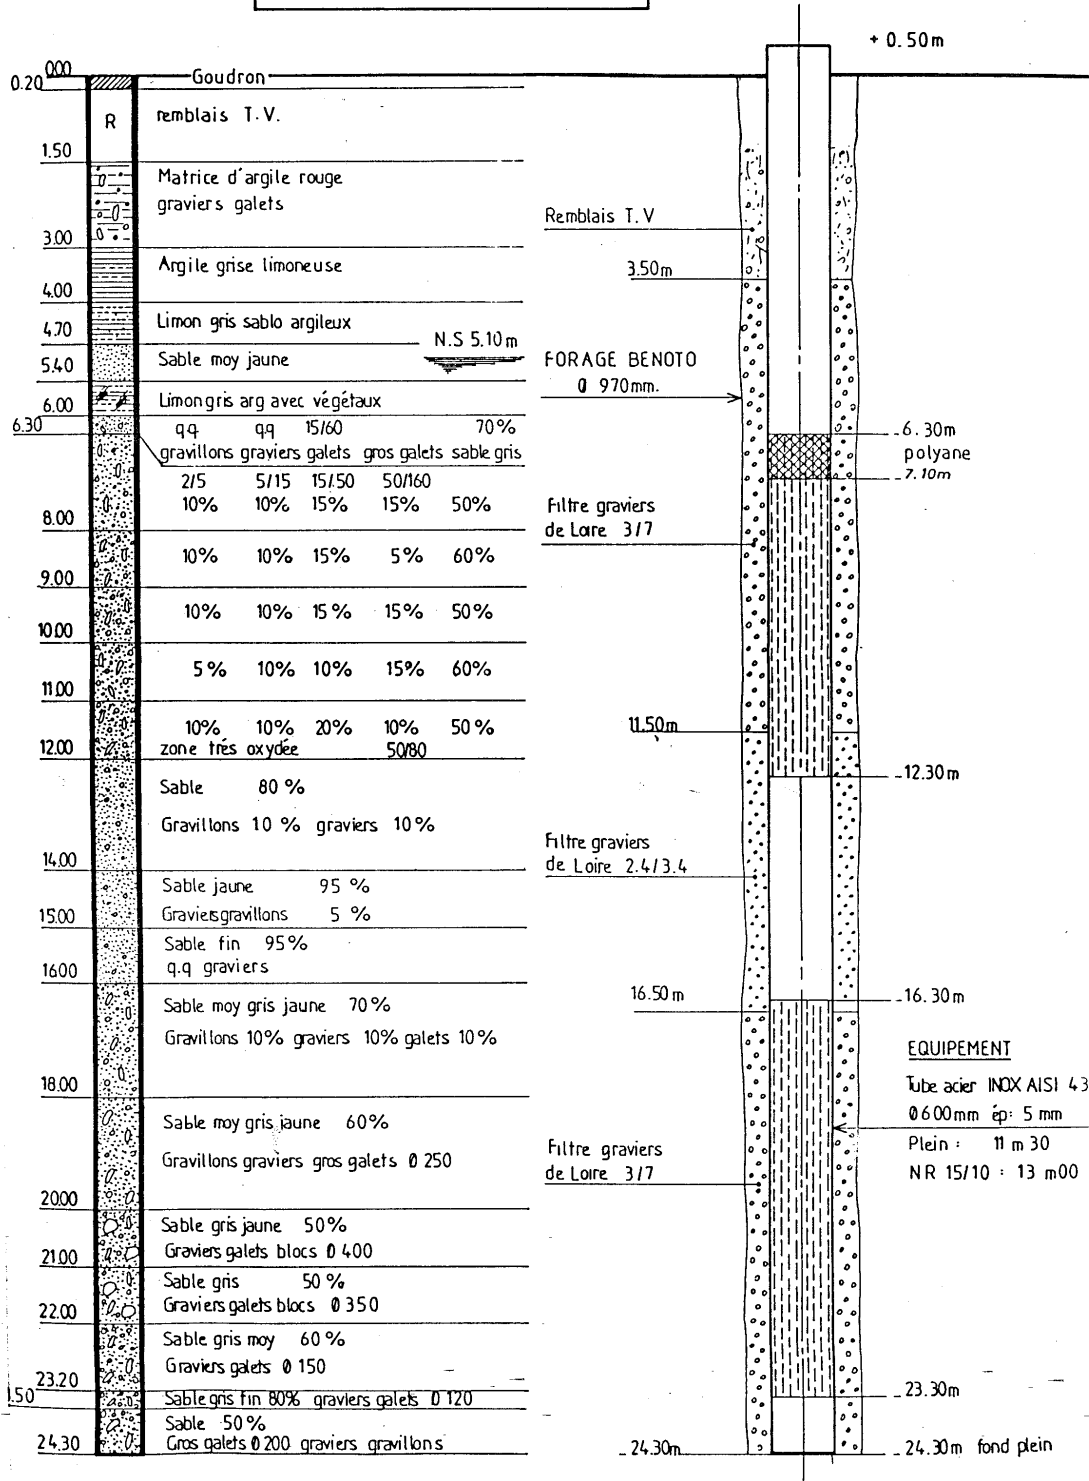 + 0.50m
000
0.20
Goudron
R
remblais T.V.
1.50
Matrice d'argile rouge
graviers galets
3.00
Argile grise limoneuse
4.00
Limon gris sablo argileux
4.70
N.S 5.10 m
Sable moy jaune
5.40
Limon gris arg avec végétaux
6.00
6.30
q.q q.q 15/60 70%
gravillons graviers galets gros galets sable gris
2/5 5/15 15/50 50/160
10% 10% 15% 15% 50%
8.00
10% 10% 15% 5% 60%
9.00
10% 10% 15% 15% 50%
10.00
5% 10% 10% 15% 60%
11.00
10% 10% 20% 10% 50%
zone trés oxydée 50/80
12.00
Sable 80 %
Gravillons 10 % graviers 10%
14.00
Sable jaune 95 %
Graviers gravillons 5 %
15.00
Sable fin 95%
q.q graviers
16.00
Sable moy gris jaune 70%
Gravillons 10% graviers 10% galets 10%
18.00
Sable moy gris jaune 60%
Gravillons graviers gros galets Ø 250
20.00
Sable gris jaune 50%
Graviers galets blocs Ø 400
21.00
Sable gris 50 %
Graviers galets blocs Ø 350
22.00
Sable gris moy 60 %
Graviers galets Ø 150
23.20
Sable gris fin 80% graviers galets Ø 120
.50
Sable 50%
Gros galets Ø 200 graviers gravillons
24.30
Remblais T.V
3.50m
FORAGE BENOTO
Ø 970mm.
Filtre graviers
de Loire 3/7
11.50m
Filtre graviers
de Loire 2.4/3.4
16.50 m
Filtre graviers
de Loire 3/7
24.30m
6.30m
polyane
7.10m
12.30m
16.30m
EQUIPEMENT
Tube acier INOX AISI 43
Ø600mm ép: 5 mm
Plein : 11 m 30
NR 15/10 : 13 m00
23.30m
24.30m fond plein